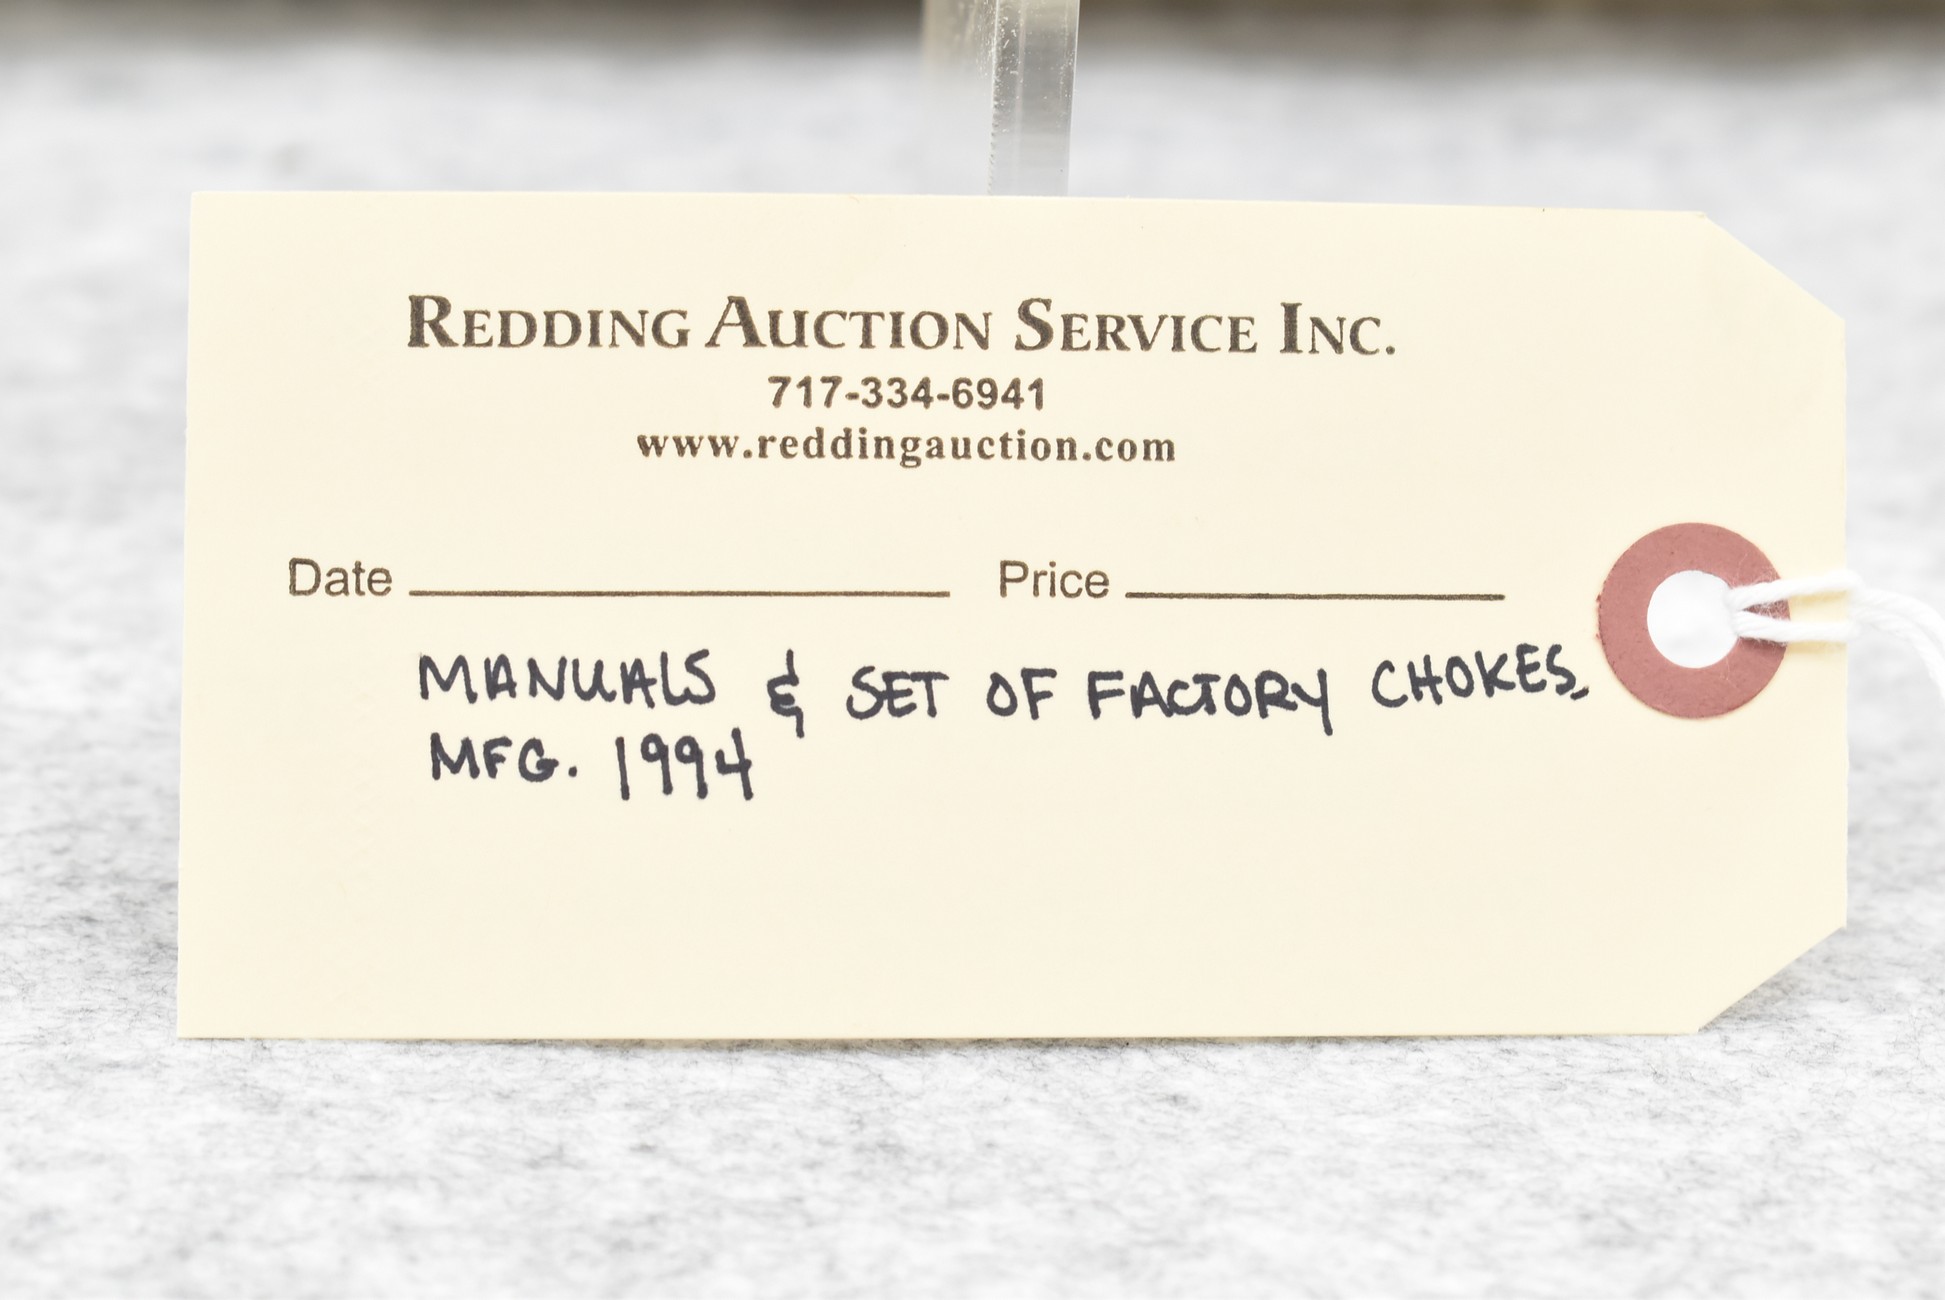 REDDING AUCTION SERVICE INC.
717-334-6941
www.reddingauction.com
Date Price
MANUALS & SET OF FACTORY CHOKES.
MFG. 1994